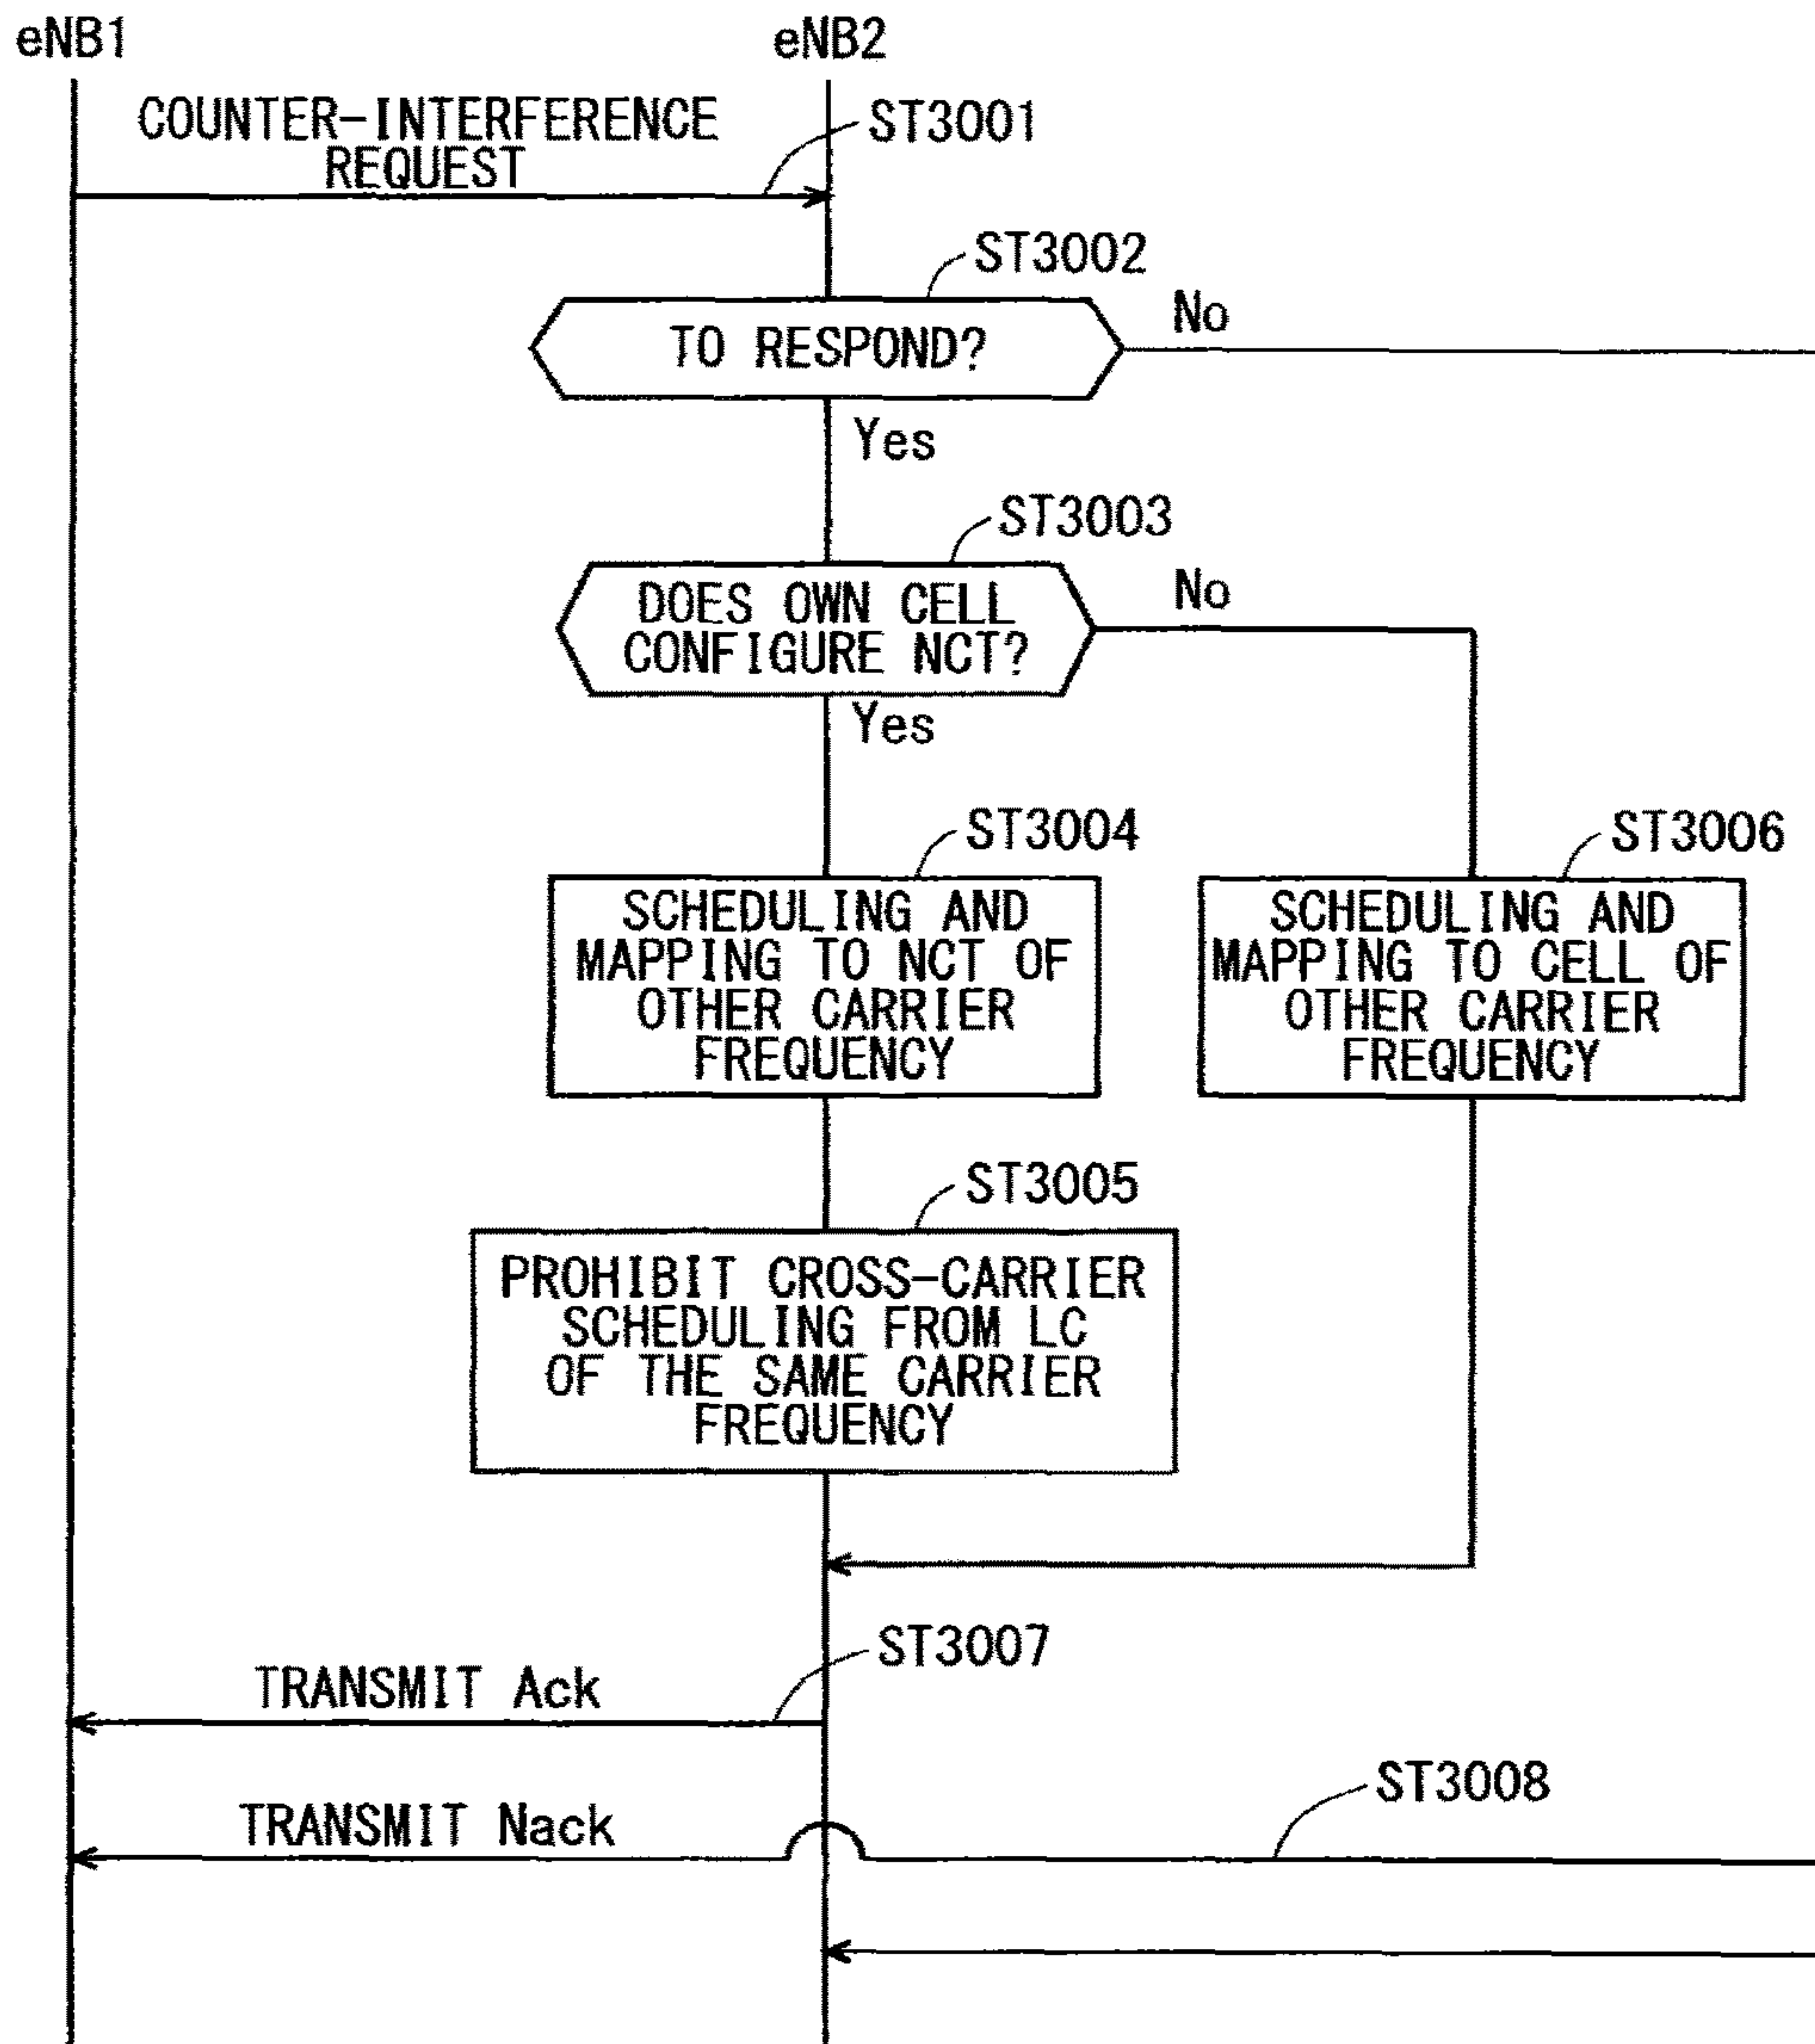 eNB1
eNB2
COUNTER-INTERFERENCE
REQUEST
ST3001
ST3002
TO RESPOND?
No
Yes
ST3003
DOES OWN CELL
CONFIGURE NCT?
No
Yes
ST3004
SCHEDULING AND
MAPPING TO NCT OF
OTHER CARRIER
FREQUENCY
ST3006
SCHEDULING AND
MAPPING TO CELL OF
OTHER CARRIER
FREQUENCY
ST3005
PROHIBIT CROSS-CARRIER
SCHEDULING FROM LC
OF THE SAME CARRIER
FREQUENCY
ST3007
TRANSMIT Ack
ST3008
TRANSMIT Nack